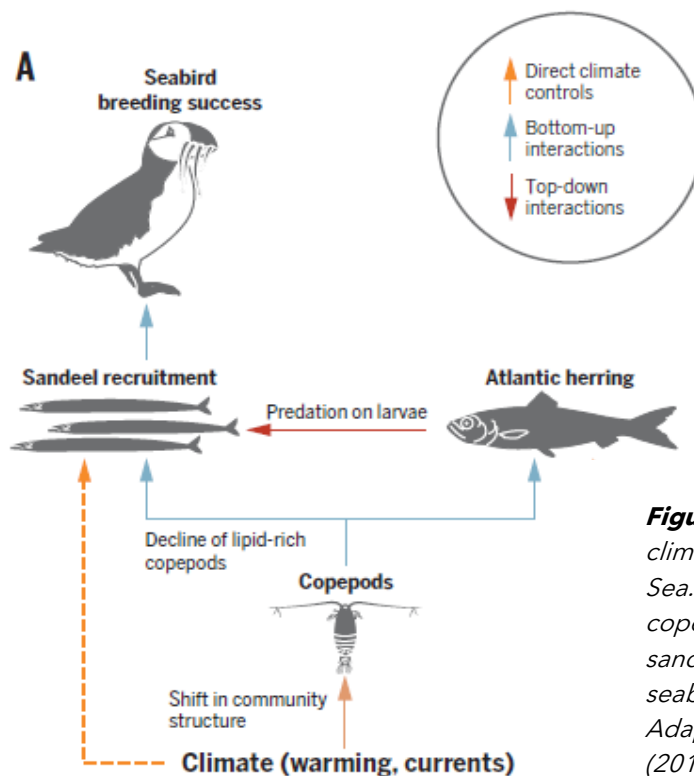 A
Seabird
breeding success
Direct climate
controls
Bottom-up
interactions
Top-down
interactions
Sandeel recruitment
Atlantic herring
Predation on larvae
Decline of lipid-rich
copepods
Copepods
Shift in community
structure
Climate (warming, currents)
clim
Sea.
cope
sand
seab
Adap
(201